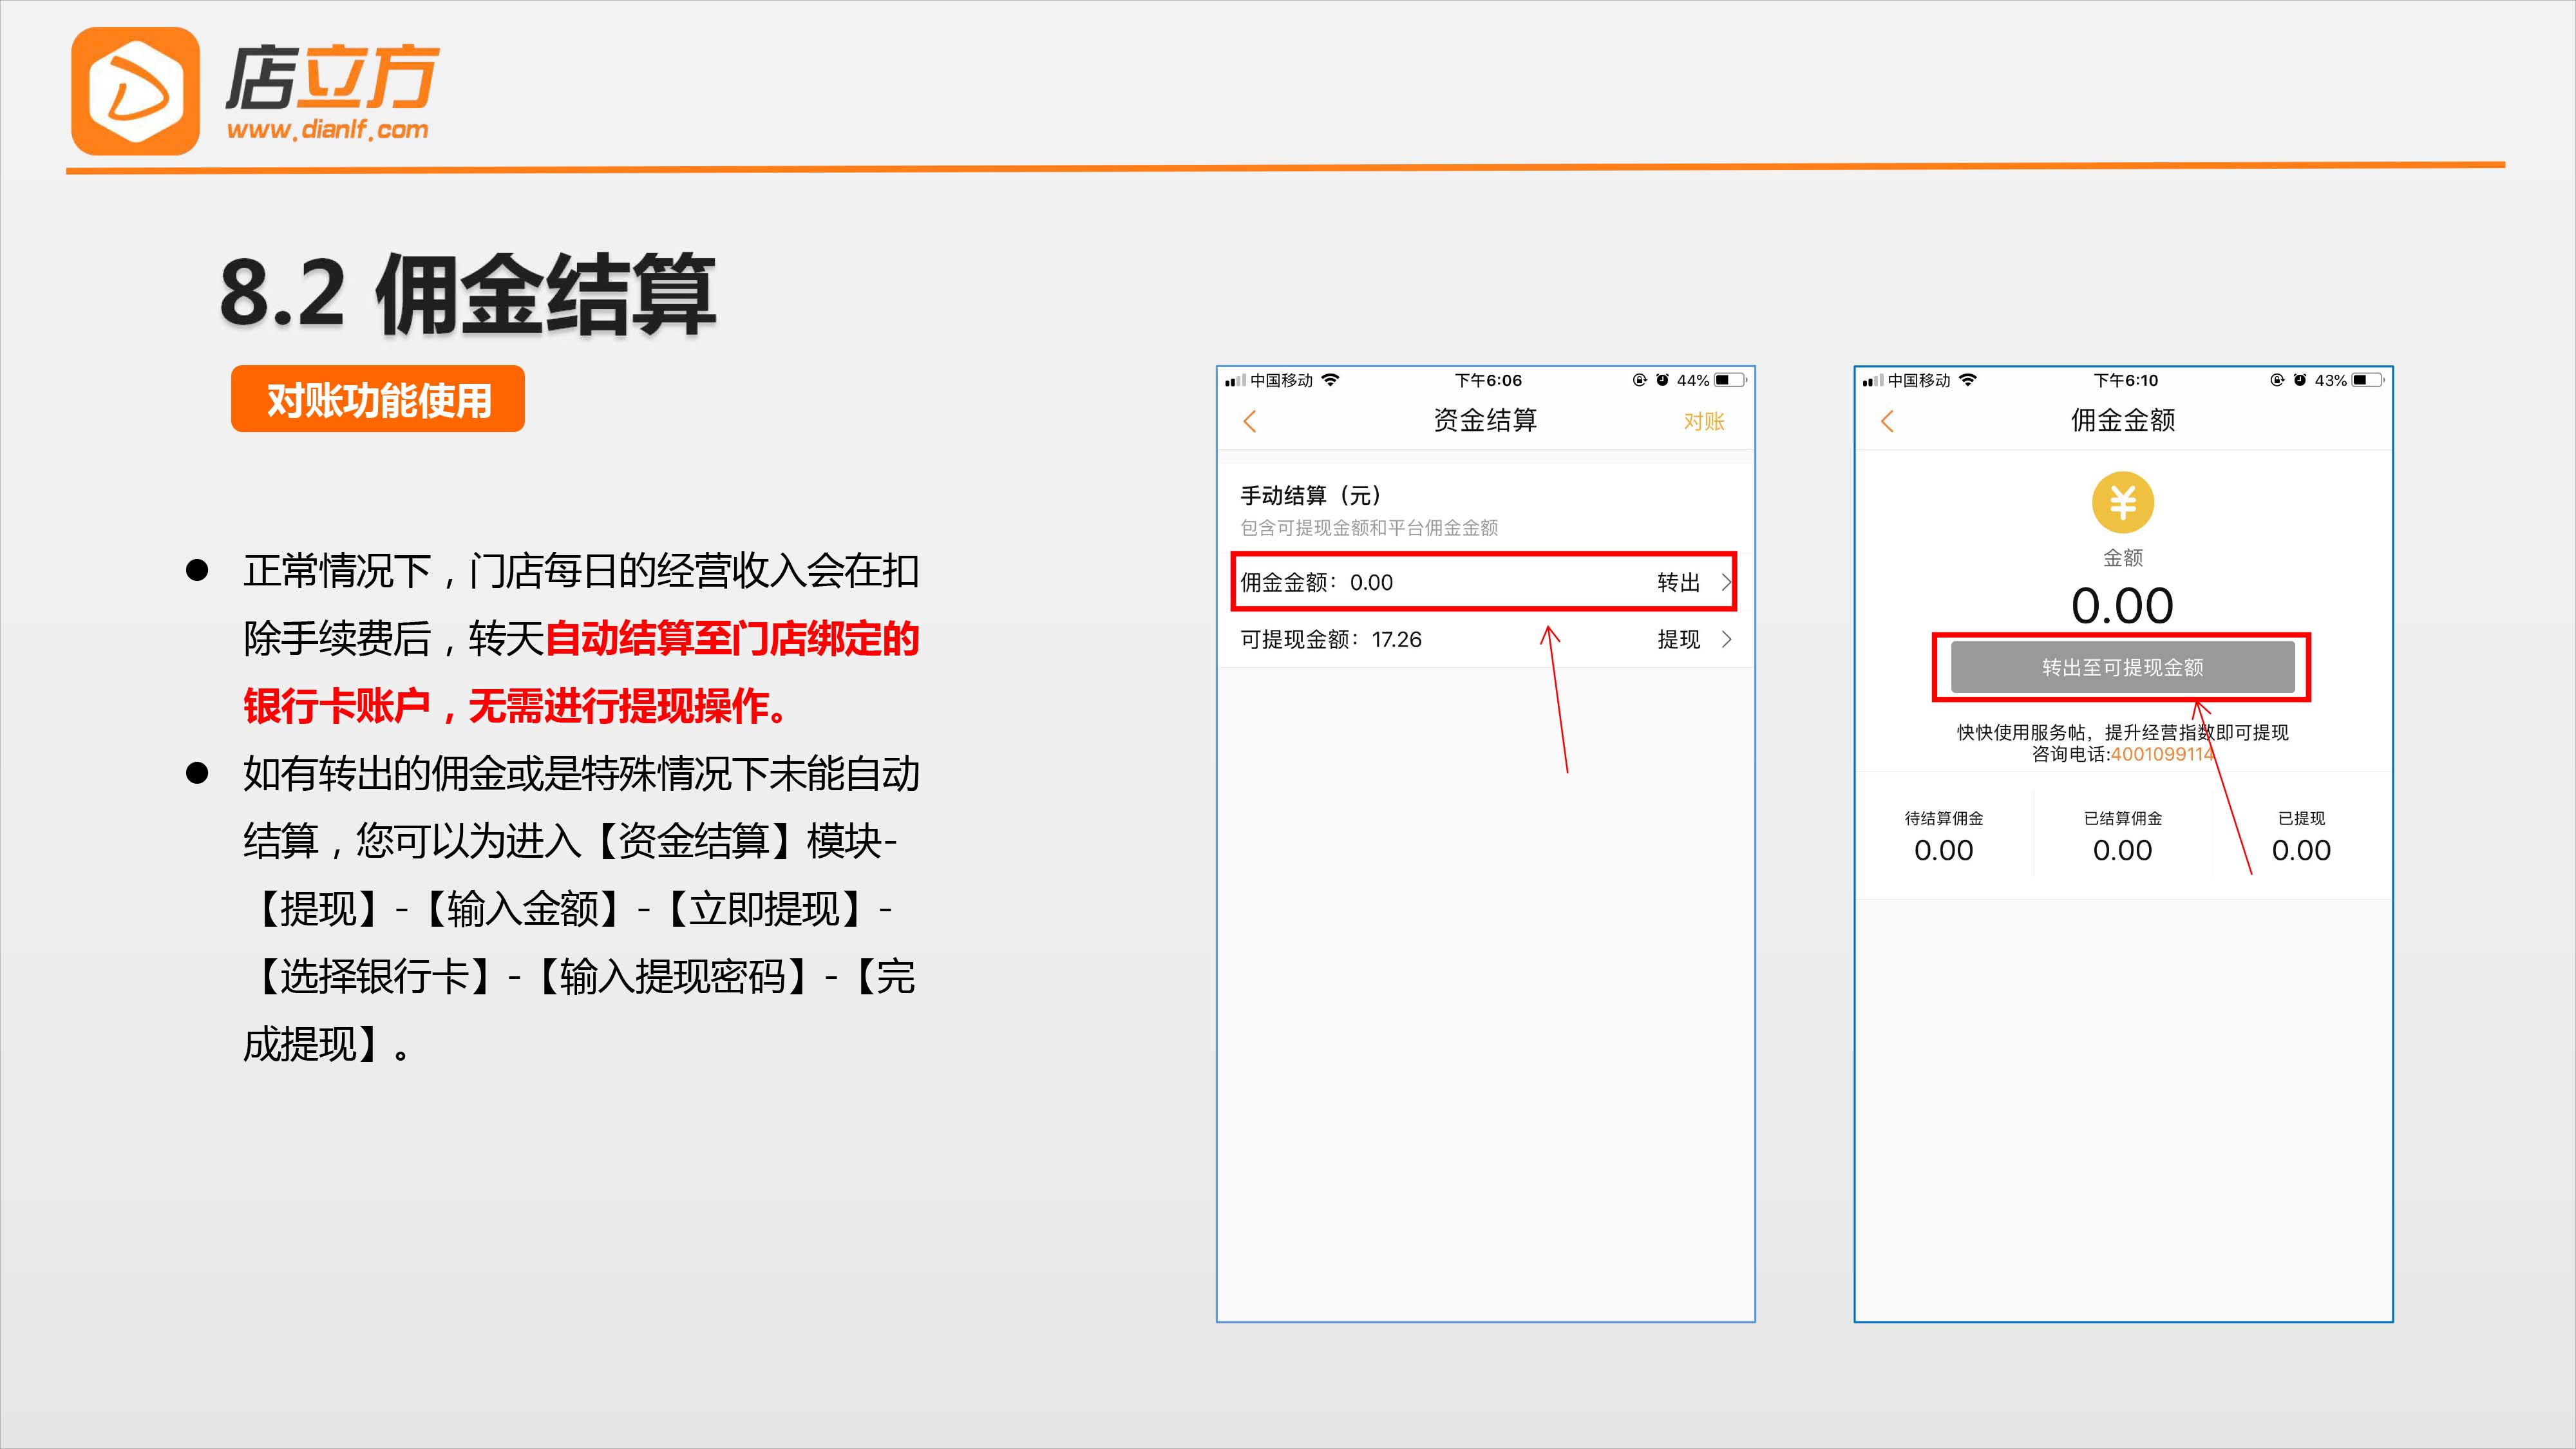 店立方
www.dianlf.com
8.2 佣金结算
对账功能使用
● 正常情况下，门店每日的经营收入会在扣
除手续费后，转天自动结算至门店绑定的
银行卡账户，无需进行提现操作。
● 如有转出的佣金或是特殊情况下未能自动
结算，您可以为进入【资金结算】模块-
【提现】-【输入金额】-【立即提现】-
【选择银行卡】-【输入提现密码】-【完
成提现】。
中国移动 下午6:06 44%
资金结算 对账
手动结算（元）
包含可提现金额和平台佣金金额
佣金金额：0.00 转出
可提现金额：17.26 提现
中国移动 下午6:10 43%
佣金金额
¥
金额
0.00
转出至可提现金额
快快使用服务帖，提升经营指数即可提现
咨询电话:4001099114
待结算佣金 已结算佣金 已提现
0.00 0.00 0.00